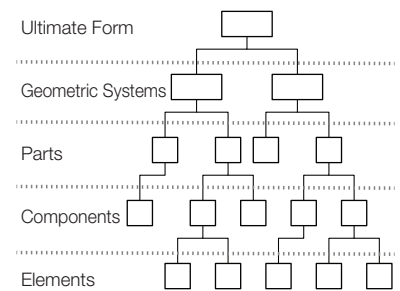 Ultimate Form
Geometric Systems
Parts
Components
Elements